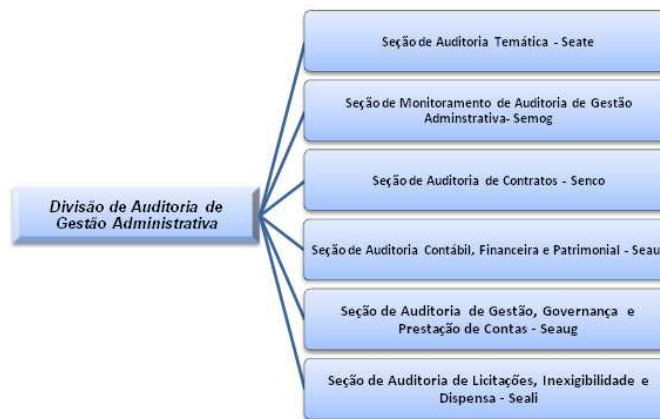 Seção de Auditoria Temática - Seate
Seção de Monitoramento de Auditoria de Gestão
Adminstrativa- Semog
Seção de Auditoria de Contratos - Senco
Divisão de Auditoria de
Gestão Administrativa
Seção de Auditoria Contábil, Financeira e Patrimonial - Seau
Seção de Auditoria de Gestão, Governança e
Prestação de Contas - Seaug
Seção de Auditoria de Licitações, Inexigibilidade e
Dispensa - Seali